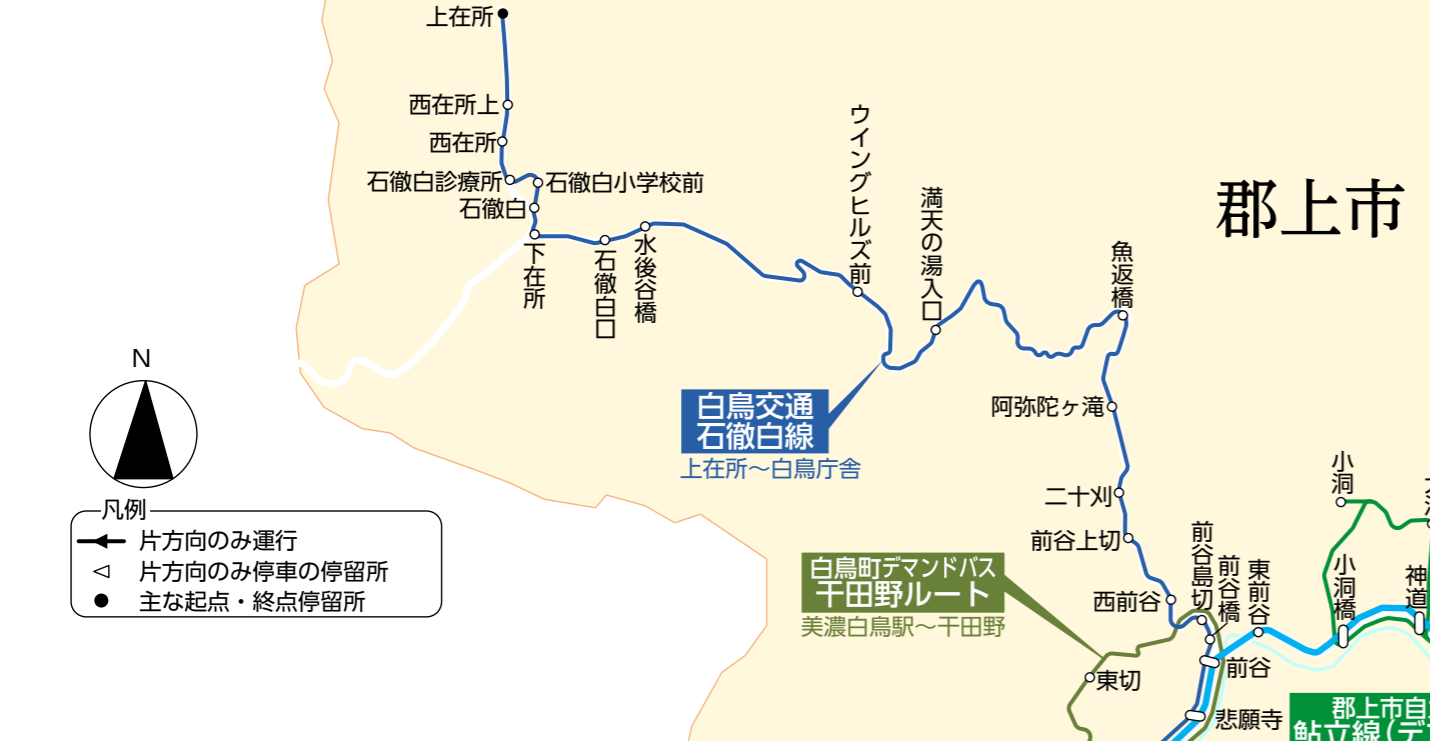 上在所
西在所上
西在所
石徹白診療所
石徹白小学校前
石徹白
下在所
石徹白口
水後谷橋
ウイングヒルズ前
満天の湯入口
魚返橋
郡上市
白鳥交通
石徹白線
上在所～白鳥庁舎
阿弥陀ヶ滝
二十刈
前谷上切
西前谷
前谷島切
前谷橋
東前谷
前谷
悲願寺
小洞
小洞橋
神道
白鳥町デマンドバス
干田野ルート
美濃白鳥駅～干田野
東切
郡上市自
鮎立線(デ
N
凡例
片方向のみ運行
片方向のみ停車の停留所
主な起点・終点停留所